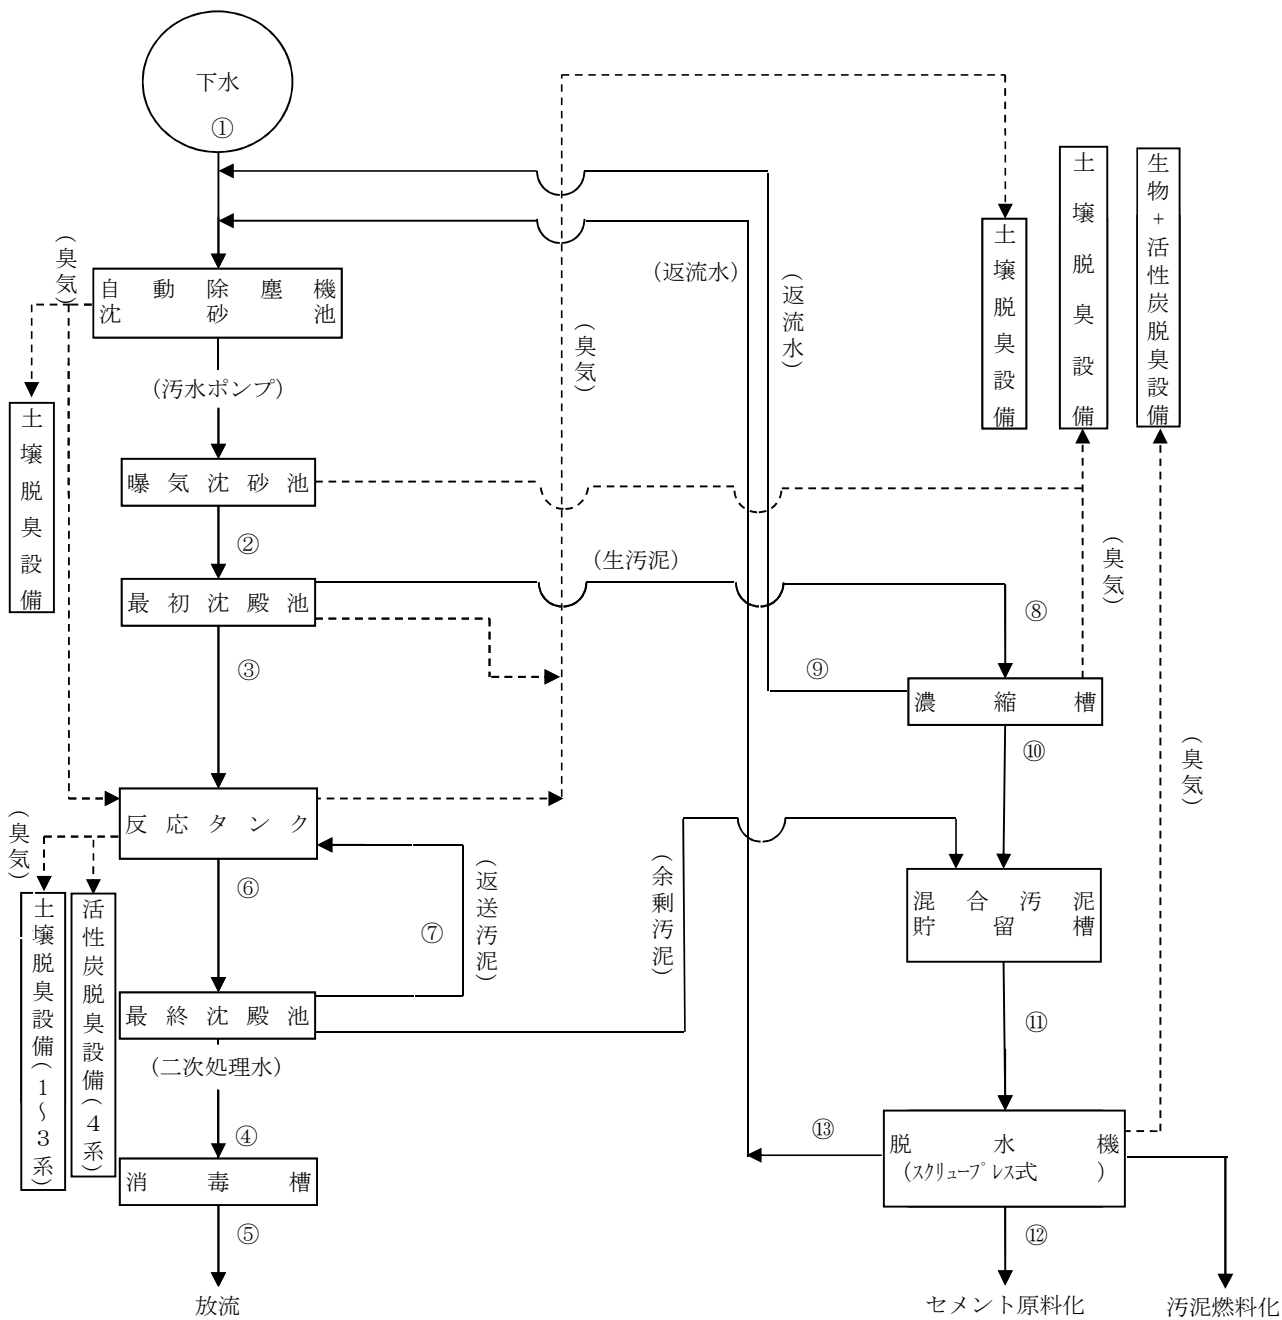 下水
①
(返流水)
(返流水)
(臭気)
自動除塵機
沈砂池
(汚水ポンプ)
土壌脱臭設備
(臭気)
土壌脱臭設備
土壌脱臭設備
生物+活性炭脱臭設備
曝気沈砂池
②
(生汚泥)
(臭気)
最初沈殿池
③
⑧
⑨
濃縮槽
⑩
(臭気)
反応タンク
(臭気)
⑥
⑦
(返送汚泥)
(余剰汚泥)
混合汚泥
貯留槽
土壌脱臭設備(1~3系)
活性炭脱臭設備(4系)
最終沈殿池
(二次処理水)
⑪
④
⑬
脱水機
(スクリュープレス式)
消毒槽
⑤
⑫
放流
セメント原料化
汚泥燃料化